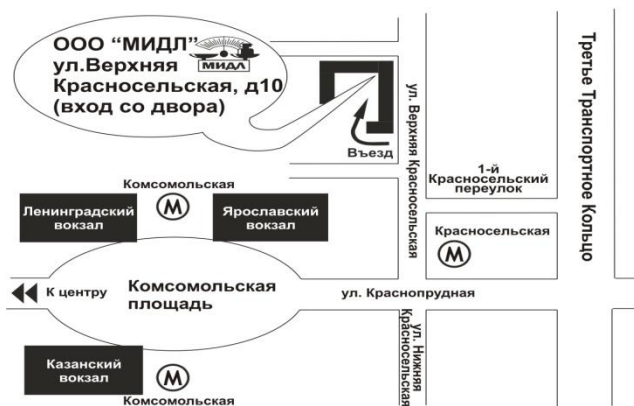 ООО “МИДЛ”
ул.Верхняя
Красносельская, д10
(вход со двора)
МИДЛ
Въезд
ул. Верхняя Красносельская
Третье Транспортное Кольцо
1-й
Красносельский
переулок
Комсомольская
М
Ленинградский
вокзал
Ярославский
вокзал
Красносельская
М
К центру
Комсомольская
площадь
ул. Краснопрудная
ул. Нижняя
Красносельская
Казанский
вокзал
М
Комсомольская